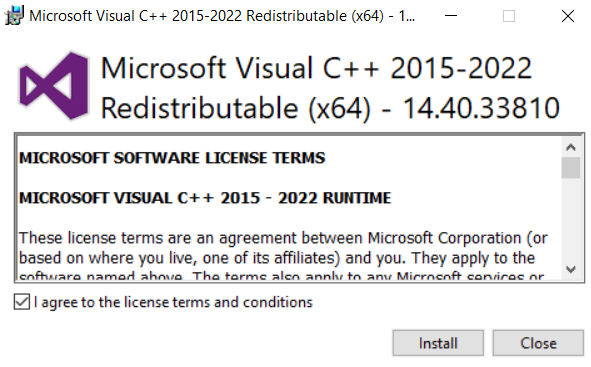 Microsoft Visual C++ 2015-2022 Redistributable (x64) - 1...
Microsoft Visual C++ 2015-2022
Redistributable (x64) - 14.40.33810
MICROSOFT SOFTWARE LICENSE TERMS
MICROSOFT VISUAL C++ 2015 - 2022 RUNTIME
These license terms are an agreement between Microsoft Corporation (or
based on where you live, one of its affiliates) and you. They apply to the
software named above. The terms also apply to any Microsoft services or
I agree to the license terms and conditions
Install Close